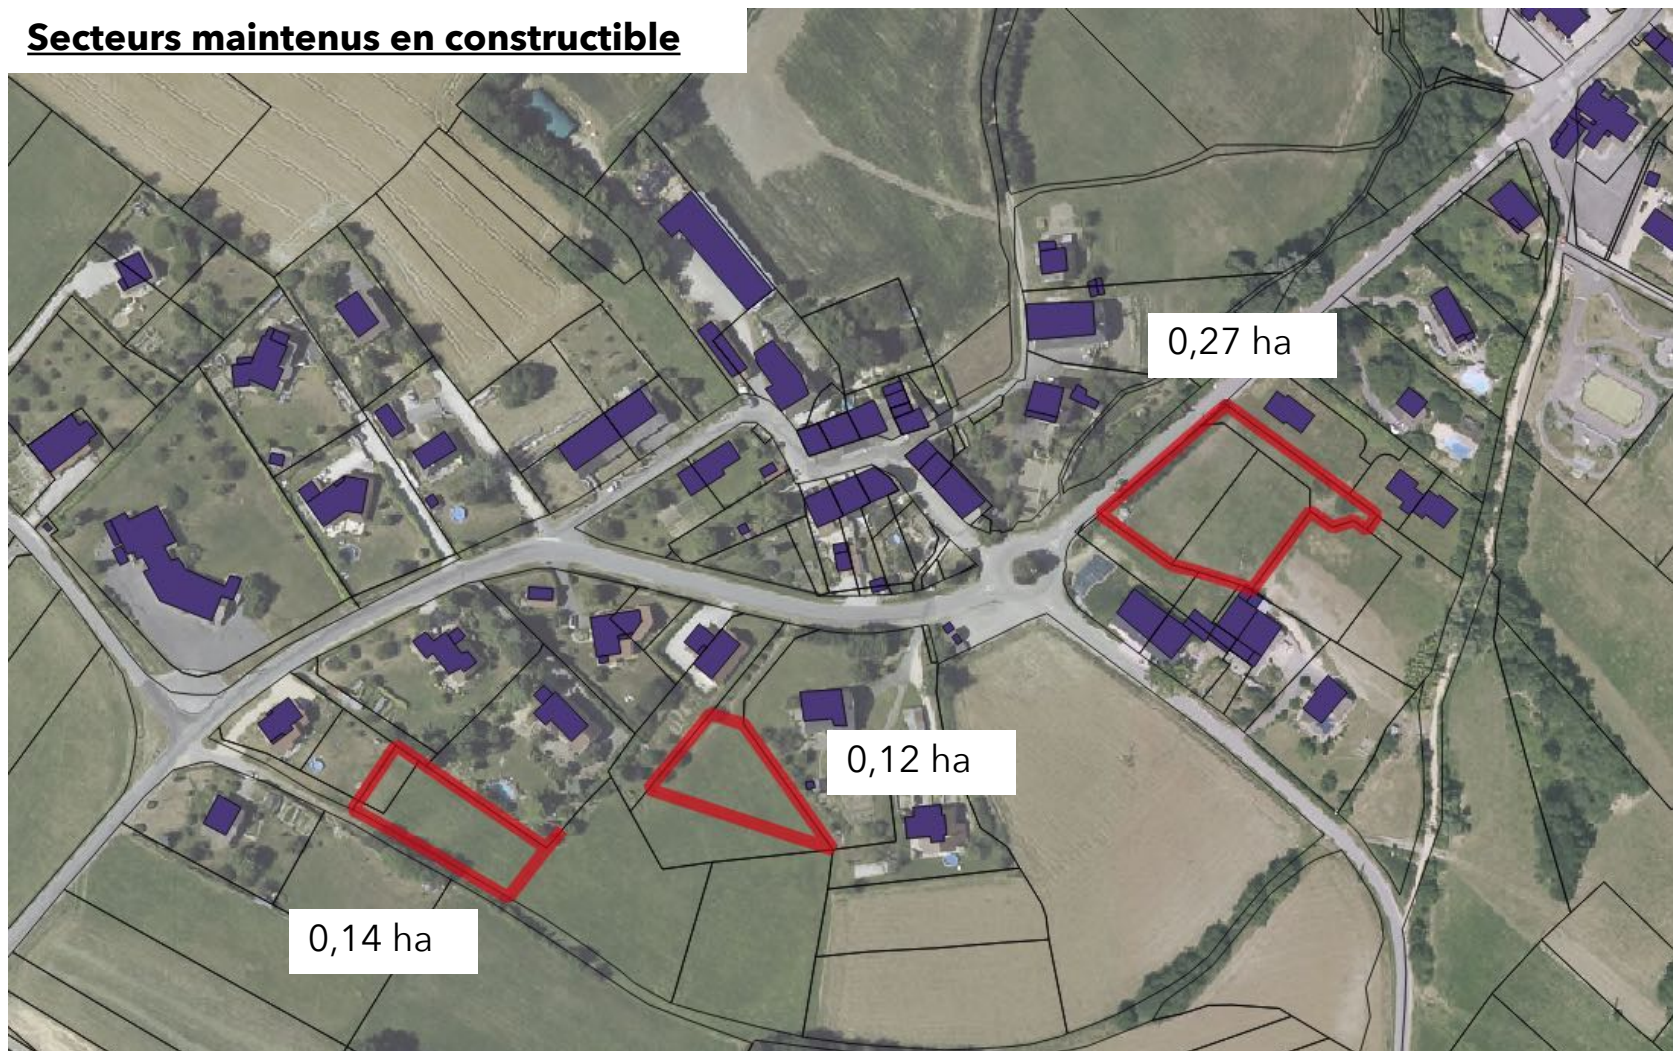 Secteurs maintenus en constructible
0,27 ha
0,12 ha
0,14 ha